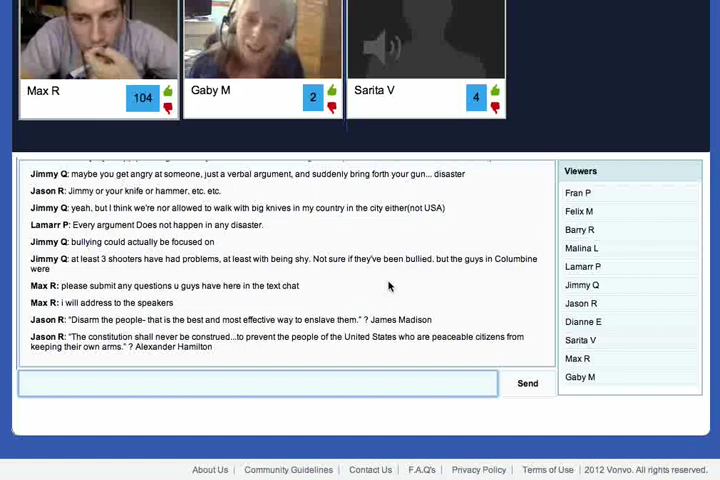 Max R
104
Gaby M
2
Sarita V
4
Jimmy Q: maybe you get angry at someone, just a verbal argument, and suddenly bring forth your gun... disaster
Jason R: Jimmy or your knife or hammer, etc. etc.
Jimmy Q: yeah, but I think we're nor allowed to walk with big knives in my country in the city either(not USA)
Lamarr P: Every argument Does not happen in any disaster.
Jimmy Q: bullying could actually be focused on
Jimmy Q: at least 3 shooters have had problems, at least with being shy. Not sure if they've been bullied. but the guys in Columbine
were
Max R: please submit any questions u guys have here in the text chat
Max R: i will address to the speakers
Jason R: "Disarm the people- that is the best and most effective way to enslave them." ? James Madison
Jason R: "The constitution shall never be construed...to prevent the people of the United States who are peaceable citizens from
keeping their own arms." ? Alexander Hamilton
Send
Viewers
Fran P
Felix M
Barry R
Malina L
Lamarr P
Jimmy Q
Jason R
Dianne E
Sarita V
Max R
Gaby M
About Us | Community Guidelines | Contact Us | F.A.Q's | Privacy Policy | Terms of Use | 2012 Vonvo. All rights reserved.